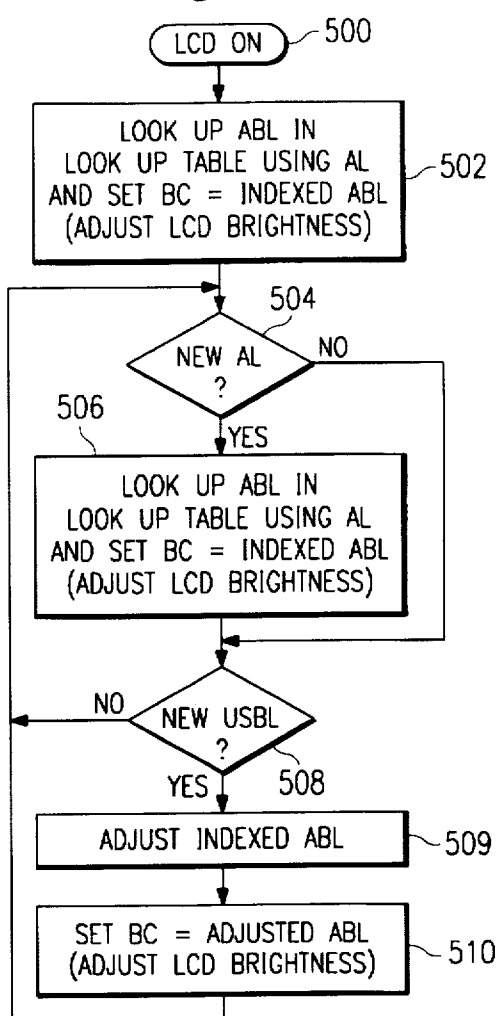 LCD ON
500
LOOK UP ABL IN
LOOK UP TABLE USING AL
AND SET BC = INDEXED ABL
(ADJUST LCD BRIGHTNESS)
502
504
NEW AL
?
NO
YES
506
LOOK UP ABL IN
LOOK UP TABLE USING AL
AND SET BC = INDEXED ABL
(ADJUST LCD BRIGHTNESS)
NO
NEW USBL
?
508
YES
ADJUST INDEXED ABL
509
SET BC = ADJUSTED ABL
(ADJUST LCD BRIGHTNESS)
510